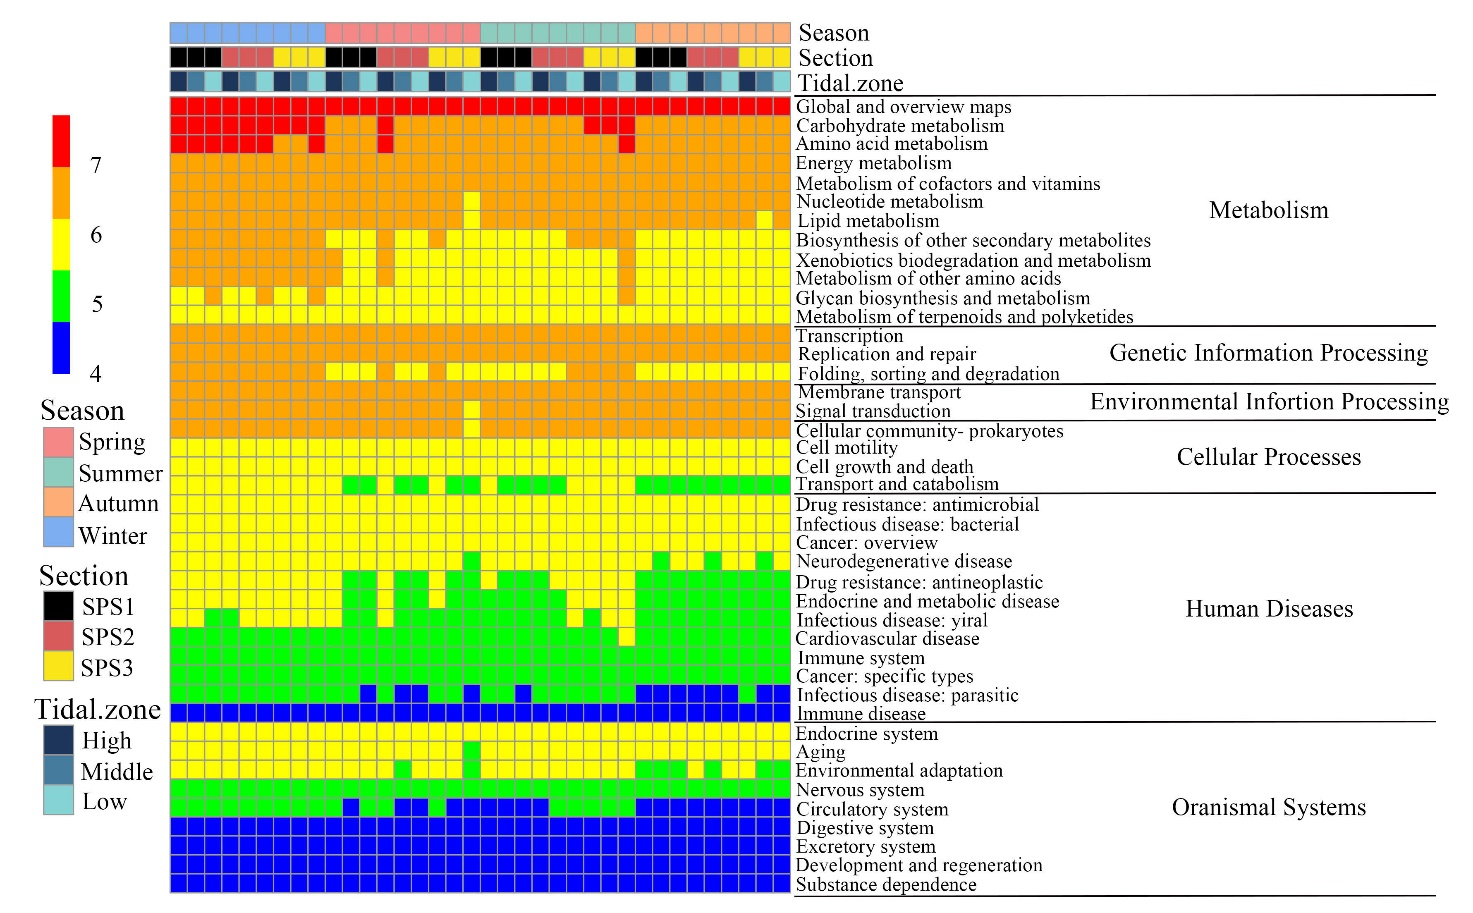 Season
Section
Tidal.zone
Global and overview maps
Carbohydrate metabolism
Amino acid metabolism
Energy metabolism
Metabolism of cofactors and vitamins
Nucleotide metabolism
Lipid metabolism
Biosynthesis of other secondary metabolites
Xenobiotics biodegradation and metabolism
Metabolism of other amino acids
Glycan biosynthesis and metabolism
Metabolism of terpenoids and polyketides
Metabolism
Transcription
Replication and repair
Folding, sorting and degradation
Genetic Information Processing
Membrane transport
Signal transduction
Environmental Infortion Processing
Cellular community- prokaryotes
Cell motility
Cell growth and death
Transport and catabolism
Cellular Processes
Drug resistance: antimicrobial
Infectious disease: bacterial
Cancer: overview
Neurodegenerative disease
Drug resistance: antineoplastic
Endocrine and metabolic disease
Infectious disease: yiral
Cardiovascular disease
Immune system
Cancer: specific types
Infectious disease: parasitic
Immune disease
Human Diseases
Endocrine system
Aging
Environmental adaptation
Nervous system
Circulatory system
Digestive system
Excretory system
Development and regeneration
Substance dependence
Oranismal Systems
7
6
5
4
Season
Spring
Summer
Autumn
Winter
Section
SPS1
SPS2
SPS3
Tidal.zone
High
Middle
Low